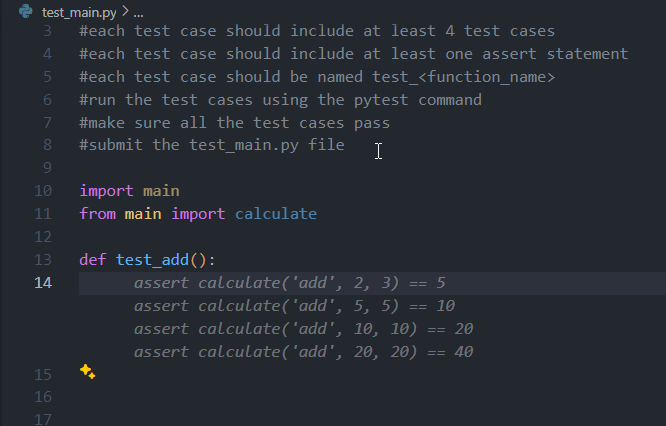 test_main.py > ...
3 #each test case should include at least 4 test cases
4 #each test case should include at least one assert statement
5 #each test case should be named test_<function_name>
6 #run the test cases using the pytest command
7 #make sure all the test cases pass
8 #submit the test_main.py file
9
10 import main
11 from main import calculate
12
13 def test_add():
14 assert calculate('add', 2, 3) == 5
assert calculate('add', 5, 5) == 10
assert calculate('add', 10, 10) == 20
assert calculate('add', 20, 20) == 40
15
16
17